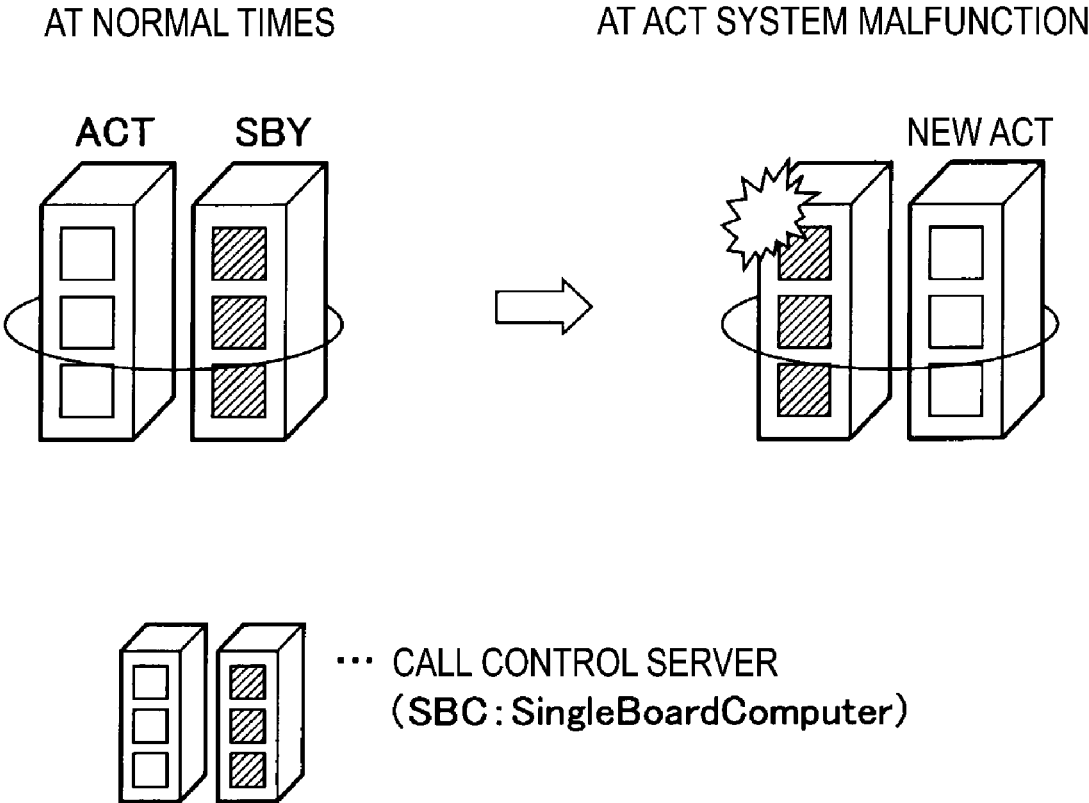 AT NORMAL TIMES
AT ACT SYSTEM MALFUNCTION
ACT
SBY
NEW ACT
··· CALL CONTROL SERVER
(SBC:SingleBoardComputer)